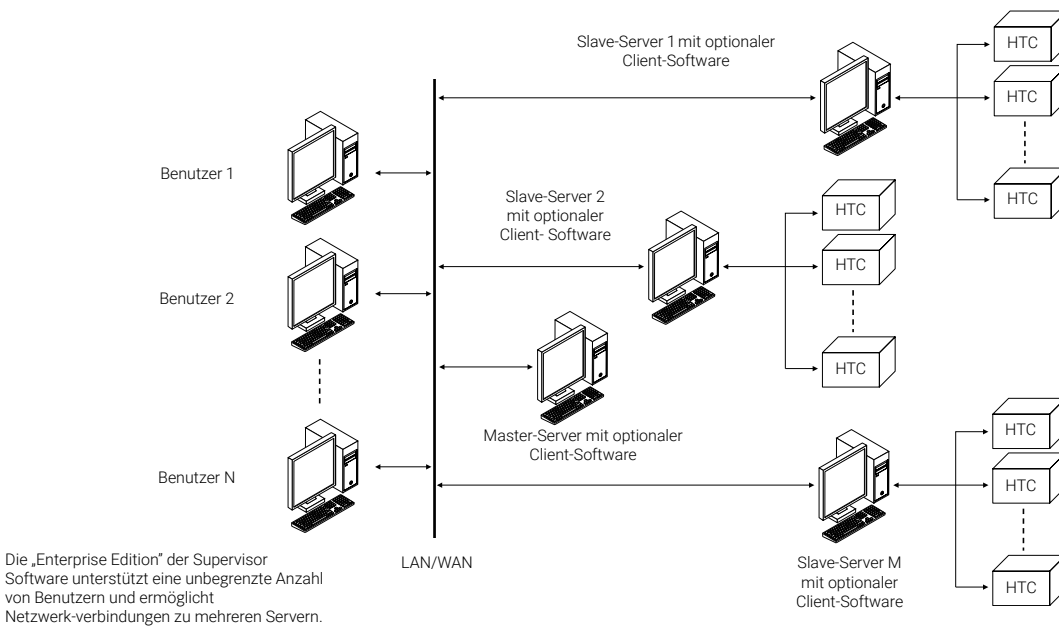 Slave-Server 1 mit optionaler
Client-Software
HTC
HTC
HTC
Benutzer 1
Slave-Server 2
mit optionaler
Client- Software
HTC
HTC
HTC
Benutzer 2
Master-Server mit optionaler
Client-Software
Benutzer N
HTC
HTC
HTC
LAN/WAN
Slave-Server M
mit optionaler
Client-Software
Die „Enterprise Edition" der Supervisor
Software unterstützt eine unbegrenzte Anzahl
von Benutzern und ermöglicht
Netzwerk-verbindungen zu mehreren Servern.